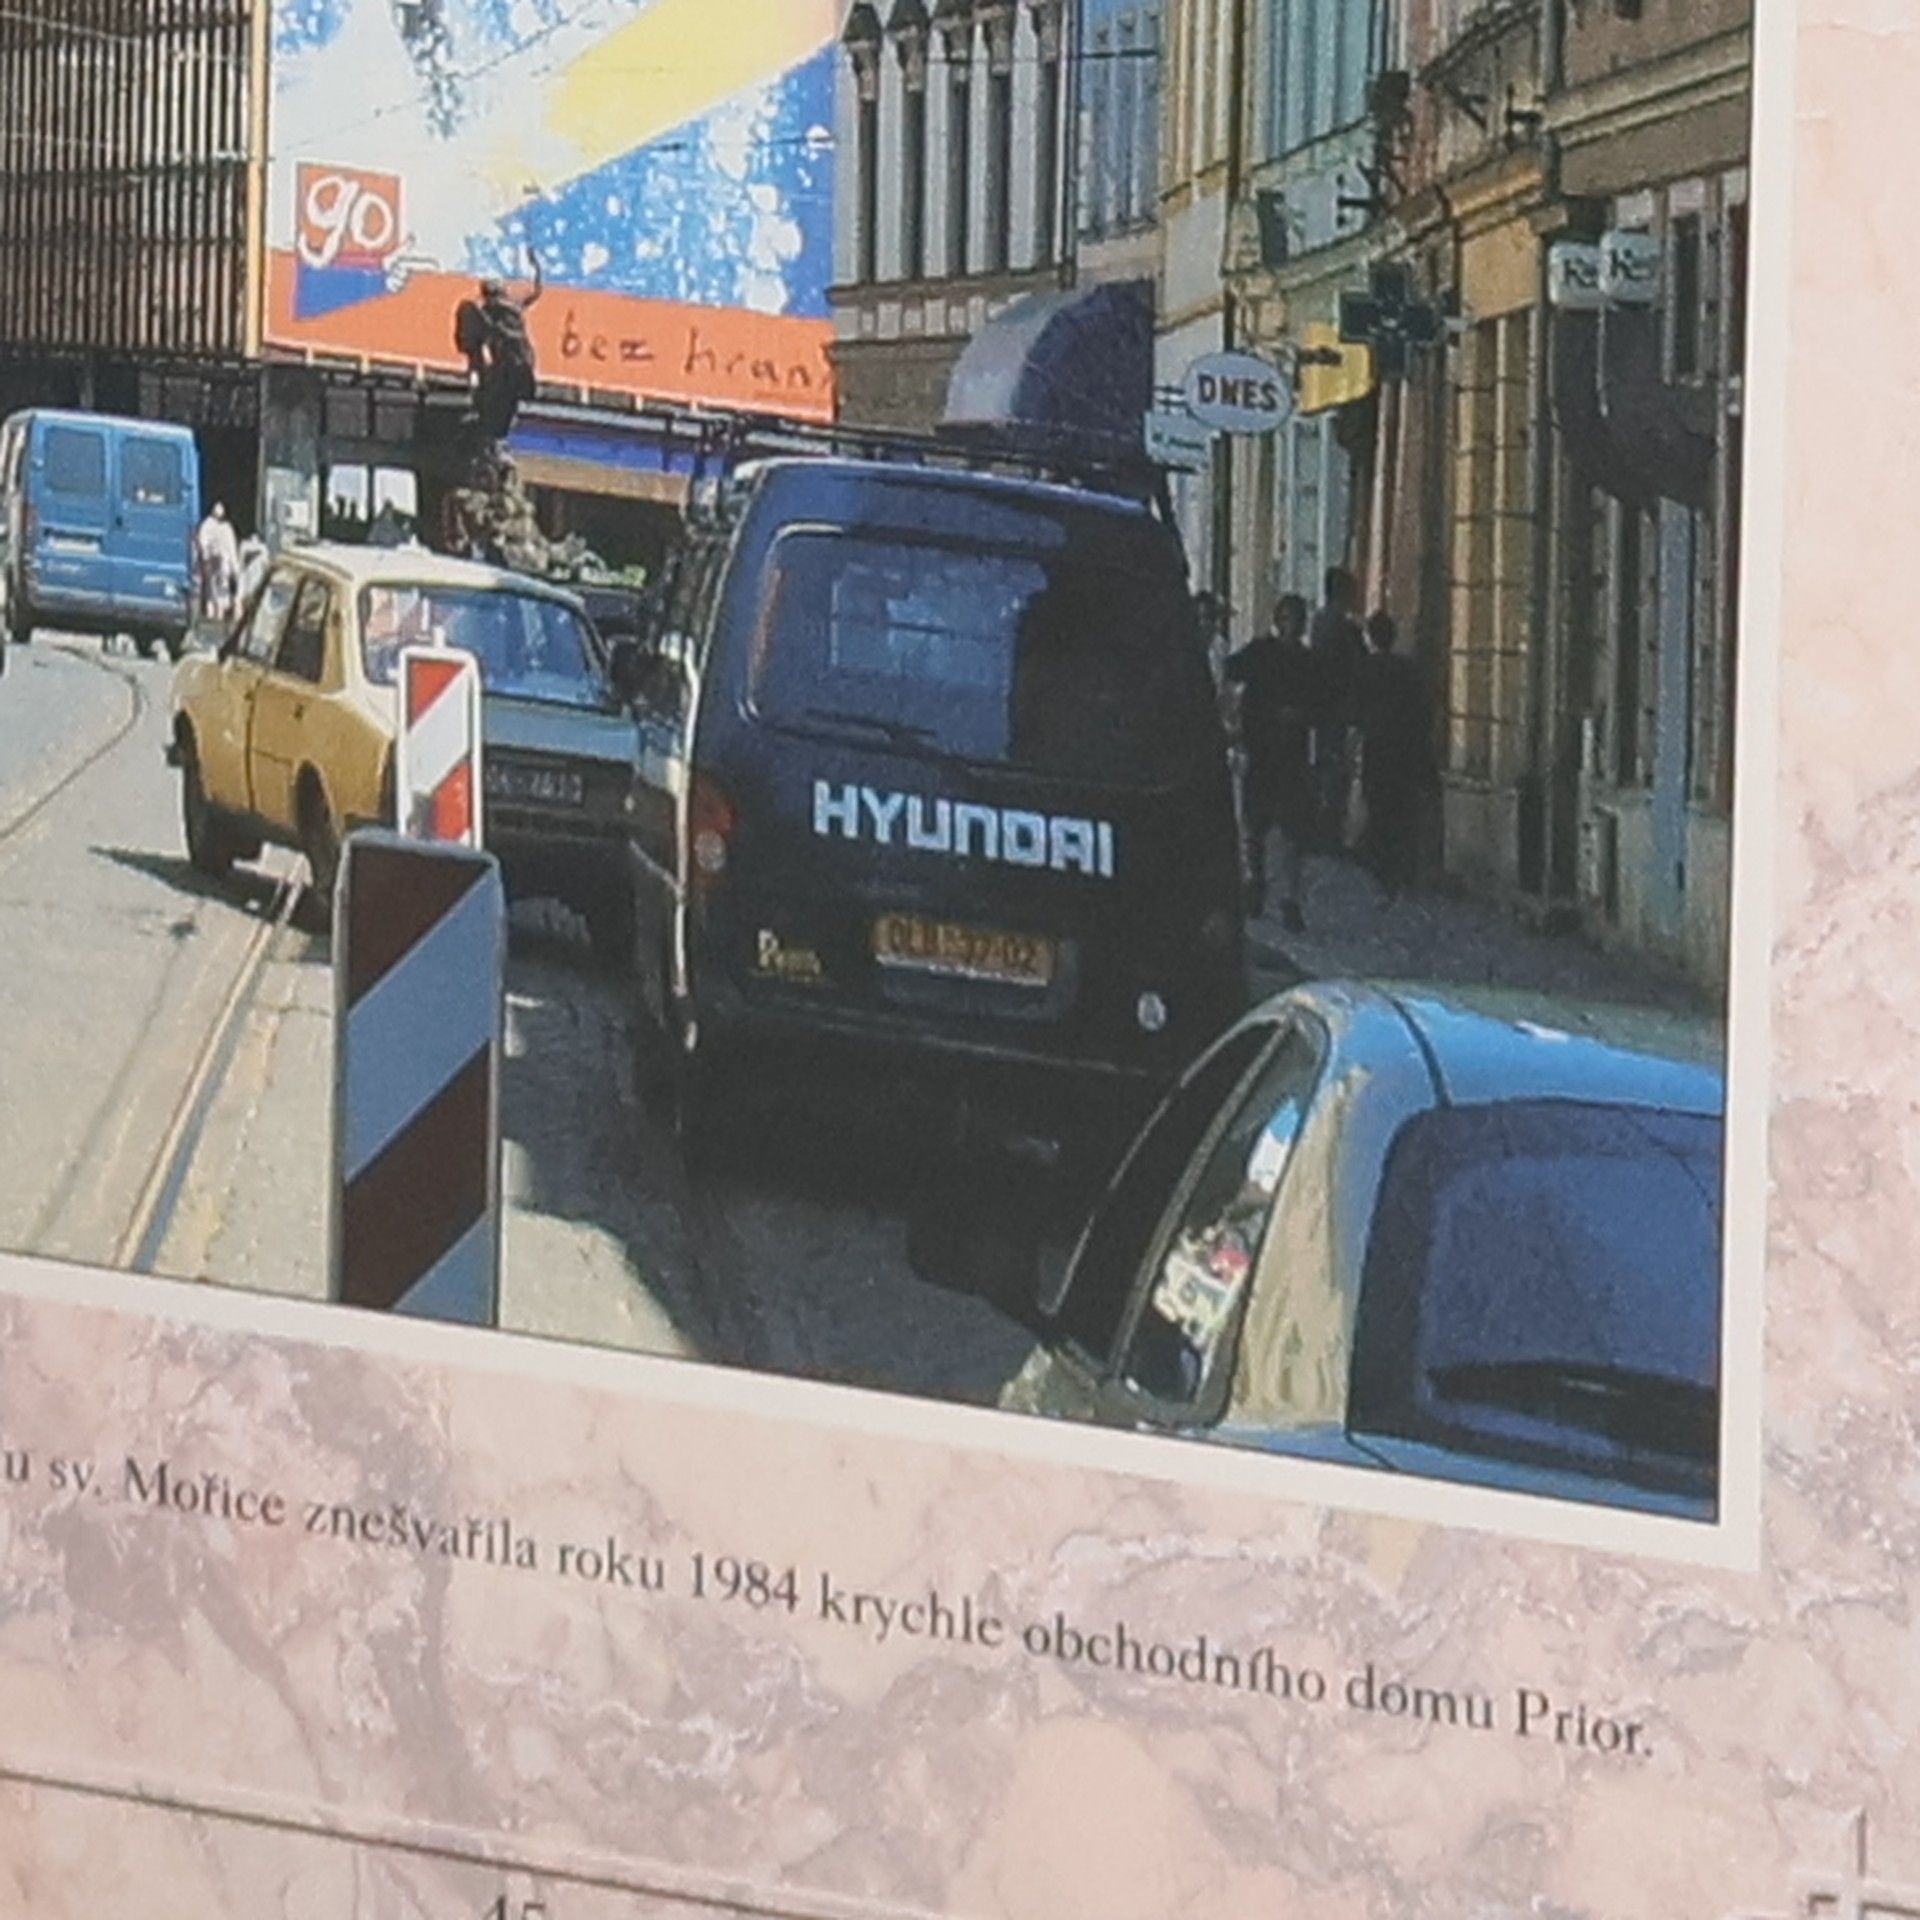 go
bez hran
DNES
HYUNDAI
u sv. Mořice znešvařila roku 1984 krychle obchodního domu Prior.